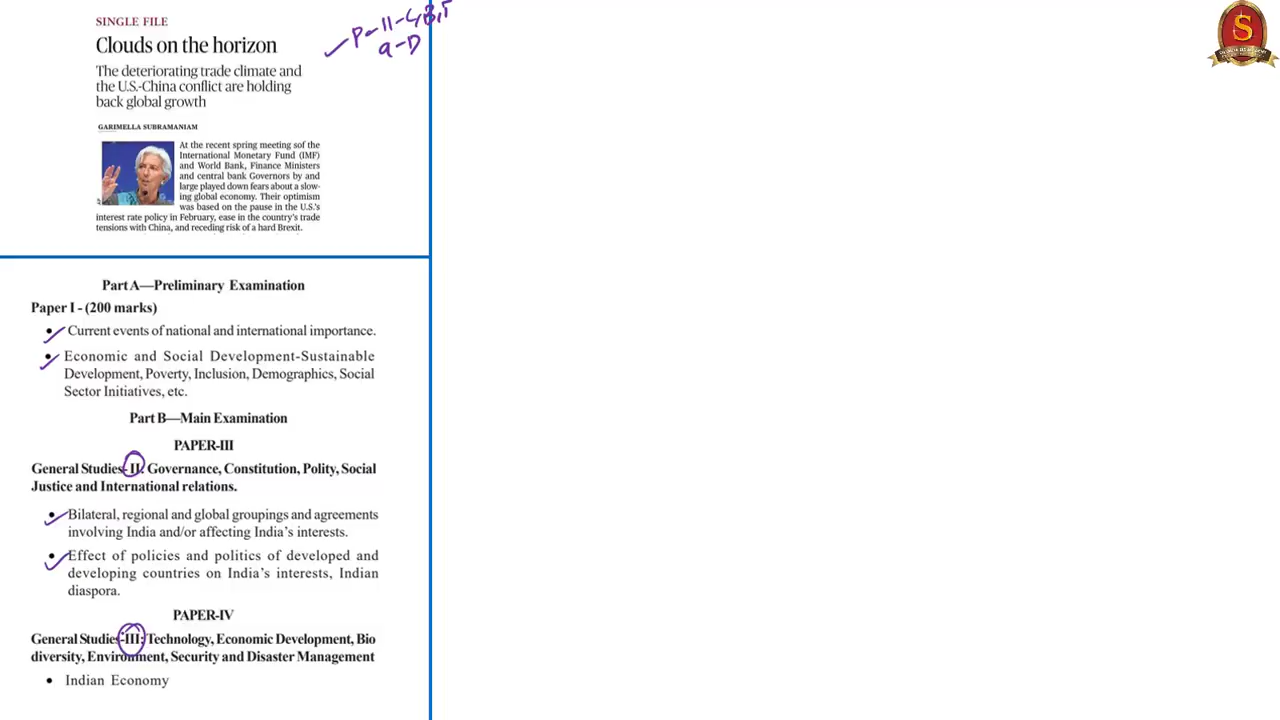 SINGLE FILE
Clouds on the horizon
The deteriorating trade climate and
the U.S.-China conflict are holding
back global growth
GARIMELLA SUBRAMANIAM
At the recent spring meeting sof the
International Monetary Fund (IMF)
and World Bank, Finance Ministers
and central bank Governors by and
large played down fears about a slow-
ing global economy. Their optimism
was based on the pause in the U.S.'s
interest rate policy in February, ease in the country's trade
tensions with China, and receding risk of a hard Brexit.
P-11-
9-D
S
Part A—Preliminary Examination
Paper I - (200 marks)
• Current events of national and international importance.
• Economic and Social Development-Sustainable
Development, Poverty, Inclusion, Demographics, Social
Sector Initiatives, etc.
Part B—Main Examination
PAPER-III
General Studies-II: Governance, Constitution, Polity, Social
Justice and International relations.
• Bilateral, regional and global groupings and agreements
involving India and/or affecting India's interests.
• Effect of policies and politics of developed and
developing countries on India's interests, Indian
diaspora.
PAPER-IV
General Studies-III: Technology, Economic Development, Bio
diversity, Environment, Security and Disaster Management
• Indian Economy